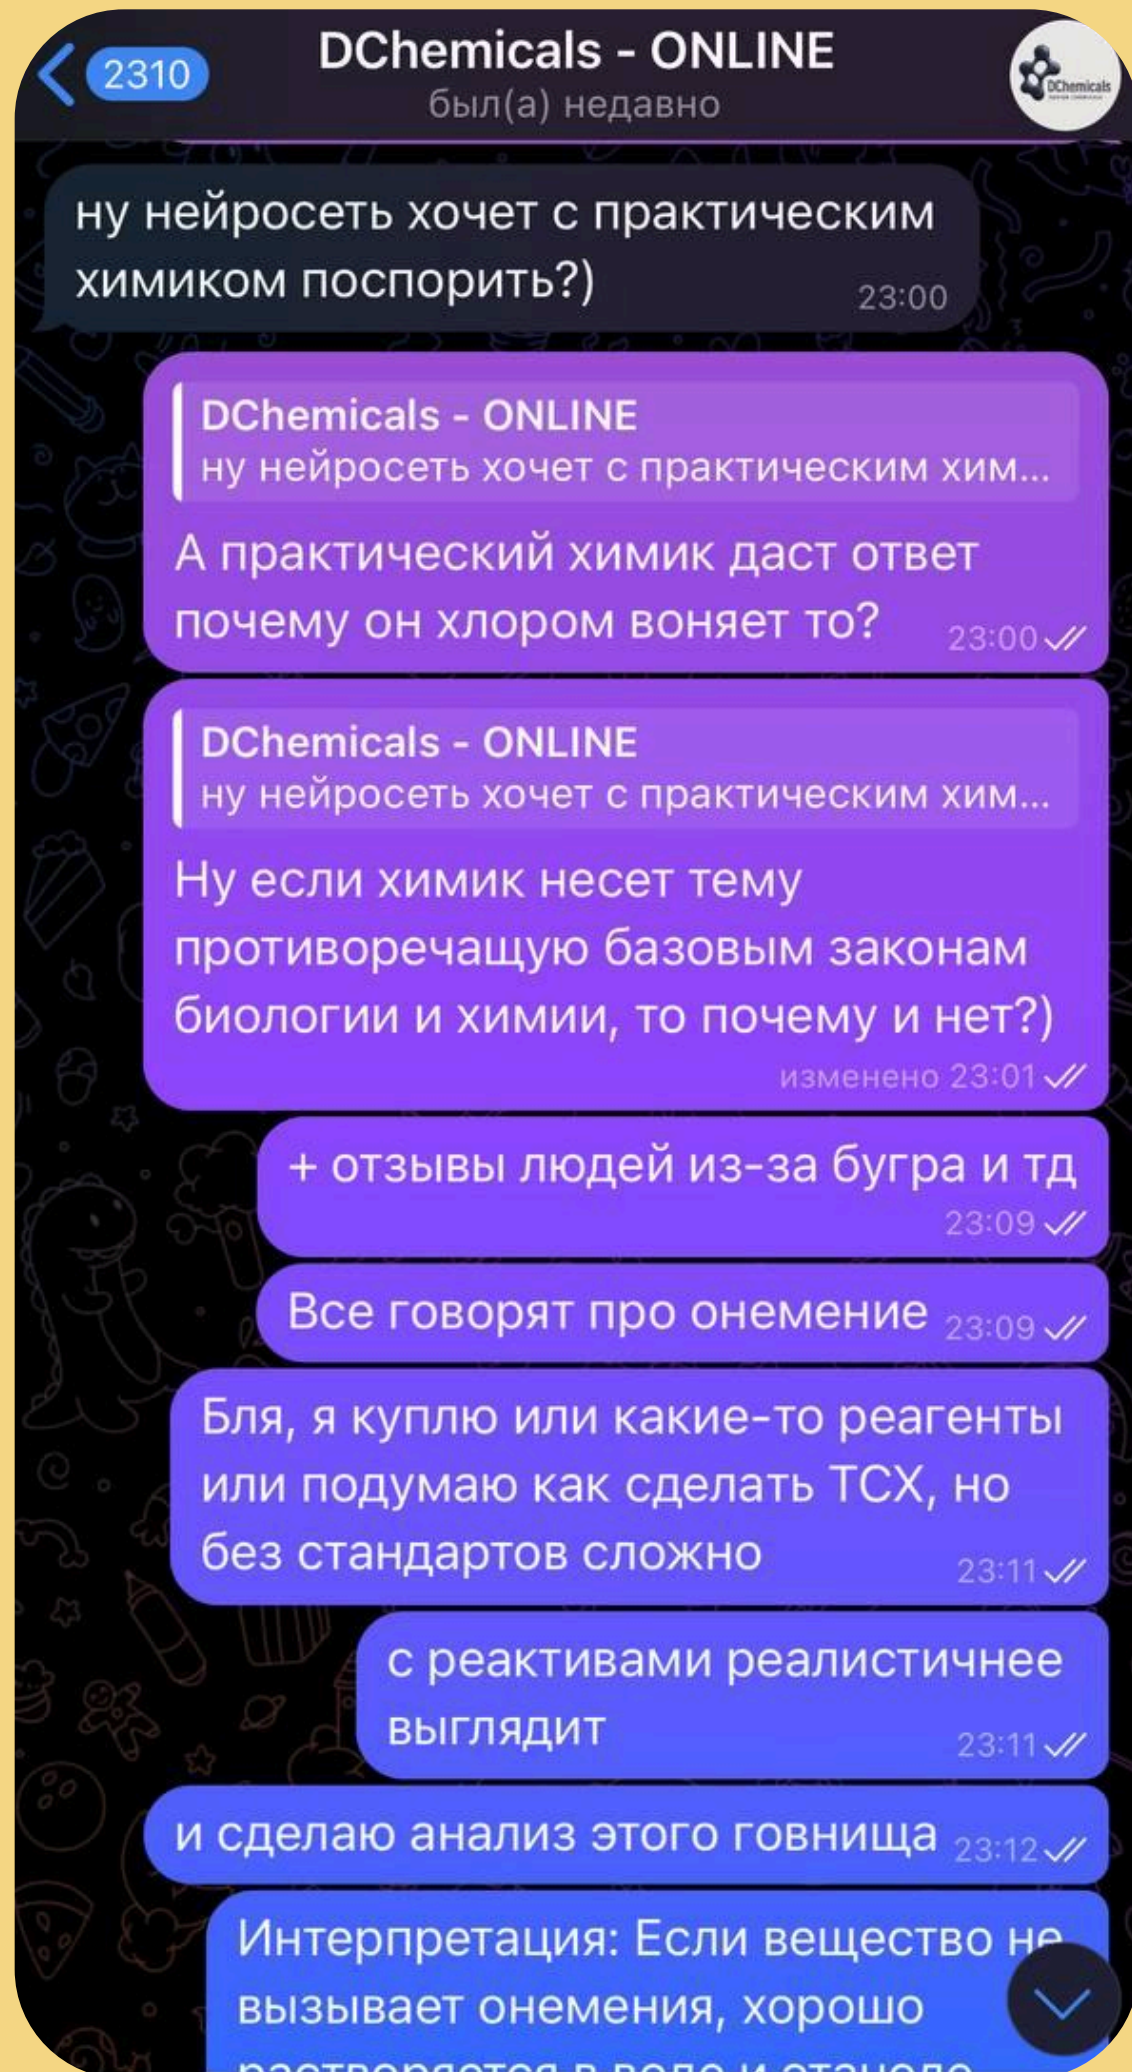 2310
DChemicals - ONLINE
был(а) недавно
DChemicals
ну нейросеть хочет с практическим
химиком поспорить?)
23:00
DChemicals - ONLINE
ну нейросеть хочет с практическим хим...
А практический химик даст ответ
почему он хлором воняет то?
23:00
DChemicals - ONLINE
ну нейросеть хочет с практическим хим...
Ну если химик несет тему
противоречащую базовым законам
биологии и химии, то почему и нет?)
изменено 23:01
+ отзывы людей из-за бугра и тд
23:09
Все говорят про онемение 23:09
Бля, я куплю или какие-то реагенты
или подумаю как сделать ТСХ, но
без стандартов сложно
23:11
с реактивами реалистичнее
выглядит
23:11
и сделаю анализ этого говнища 23:12
Интерпретация: Если вещество не
вызывает онемения, хорошо
растворяется в воде и этаноле